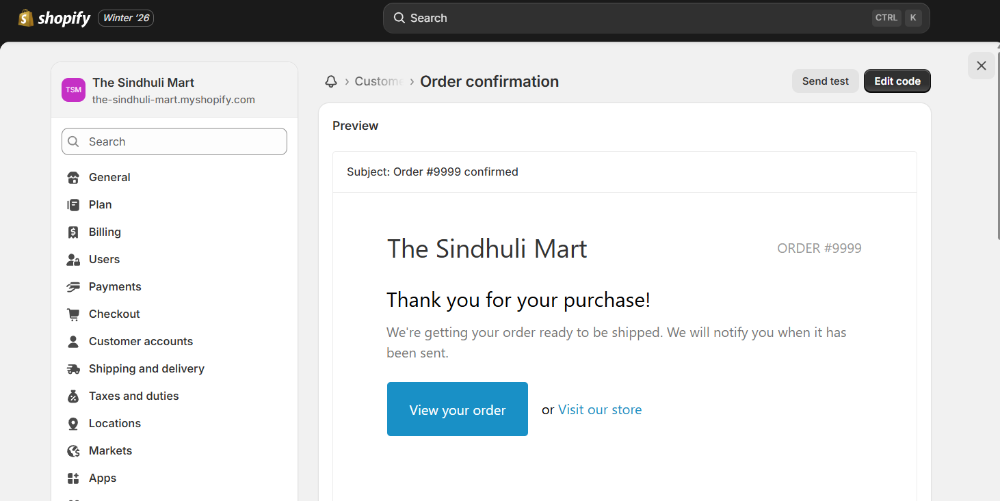 shopify Winter '26 Search CTRL K
TSM The Sindhuli Mart
the-sindhuli-mart.myshopify.com
Search
General
Plan
Billing
Users
Payments
Checkout
Customer accounts
Shipping and delivery
Taxes and duties
Locations
Markets
Apps
› Custome › Order confirmation Send test Edit code
Preview
Subject: Order #9999 confirmed
The Sindhuli Mart ORDER #9999
Thank you for your purchase!
We're getting your order ready to be shipped. We will notify you when it has
been sent.
View your order or Visit our store